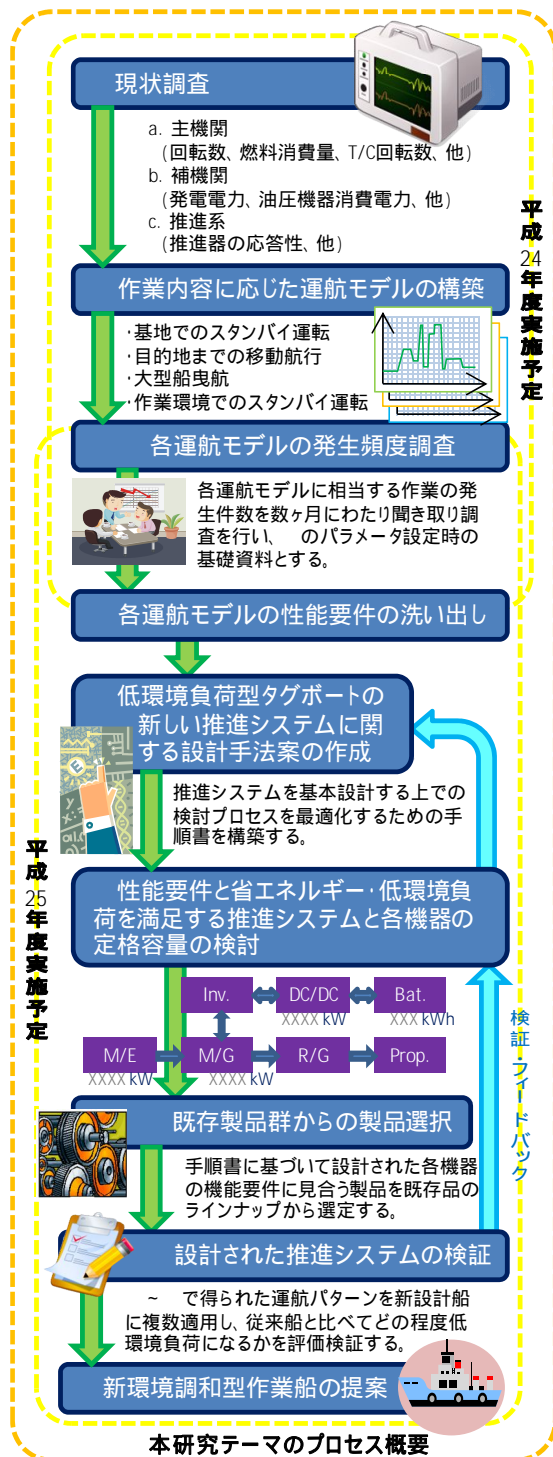 現状調査
a. 主機関
(回転数、燃料消費量、T/C回転数、他)
b. 補機関
(発電電力、油圧機器消費電力、他)
c. 推進系
(推進器の応答性、他)
平成24年度実施予定
作業内容に応じた運航モデルの構築
・基地でのスタンバイ運転
・目的地までの移動航行
・大型船曳航
・作業環境でのスタンバイ運転
各運航モデルの発生頻度調査
各運航モデルに相当する作業の発
生件数を数ヶ月にわたり聞き取り調
査を行い、 のパラメータ設定時の
基礎資料とする。
各運航モデルの性能要件の洗い出し
低環境負荷型タグボートの
新しい推進システムに関
する設計手法案の作成
推進システムを基本設計する上での
検討プロセスを最適化するための手
順書を構築する。
平成25年度実施予定
性能要件と省エネルギー・低環境負
荷を満足する推進システムと各機器の
定格容量の検討
Inv. DC/DC Bat.
XXXX kW XXX kWh
M/E M/G R/G Prop.
XXXX kW XXXX kW
検証・フィードバック
既存製品群からの製品選択
手順書に基づいて設計された各機器
の機能要件に見合う製品を既存品の
ラインナップから選定する。
設計された推進システムの検証
~ で得られた運航パターンを新設計船
に複数適用し、従来船と比べてどの程度低
環境負荷になるかを評価検証する。
新環境調和型作業船の提案
本研究テーマのプロセス概要